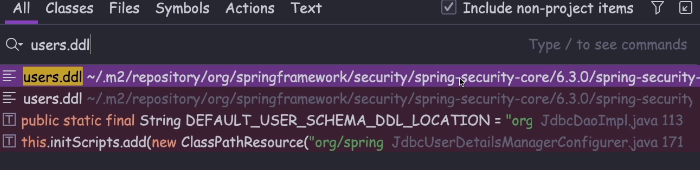 All Classes Files Symbols Actions Text Include non-project items
users.ddl Type / to see commands
users.ddl ~/.m2/repository/org/springframework/security/spring-security-core/6.3.0/spring-security-
users.ddl ~/.m2/repository/org/springframework/security/spring-security-core/6.3.0/spring-security
public static final String DEFAULT_USER_SCHEMA_DDL_LOCATION = "org JdbcDaoImpl.java 113
this.initScripts.add(new ClassPathResource("org/spring JdbcUserDetailsManagerConfigurer.java 171